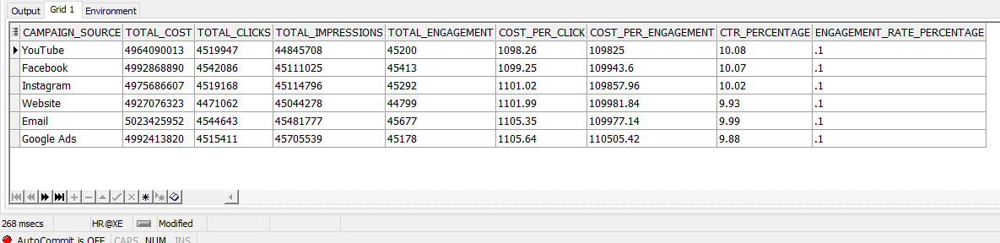 Output Grid 1 Environment
CAMPAIGN_SOURCE TOTAL_COST TOTAL_CLICKS TOTAL_IMPRESSIONS TOTAL_ENGAGEMENT COST_PER_CLICK COST_PER_ENGAGEMENT CTR_PERCENTAGE ENGAGEMENT_RATE_PERCENTAGE
YouTube 4964090013 4519947 44845708 45200 1098.26 109825 10.08 .1
Facebook 4992868890 4542086 45111025 45413 1099.25 109943.6 10.07 .1
Instagram 4975686607 4519168 45114796 45292 1101.02 109857.96 10.02 .1
Website 4927076323 4471062 45044278 44799 1101.99 109981.84 9.93 .1
Email 5023425952 4544643 45481777 45677 1105.35 109977.14 9.99 .1
Google Ads 4992413820 4515411 45705539 45178 1105.64 110505.42 9.88 .1
268 msecs HR@XE Modified
AutoCommit is OFF CAPS NUM INS